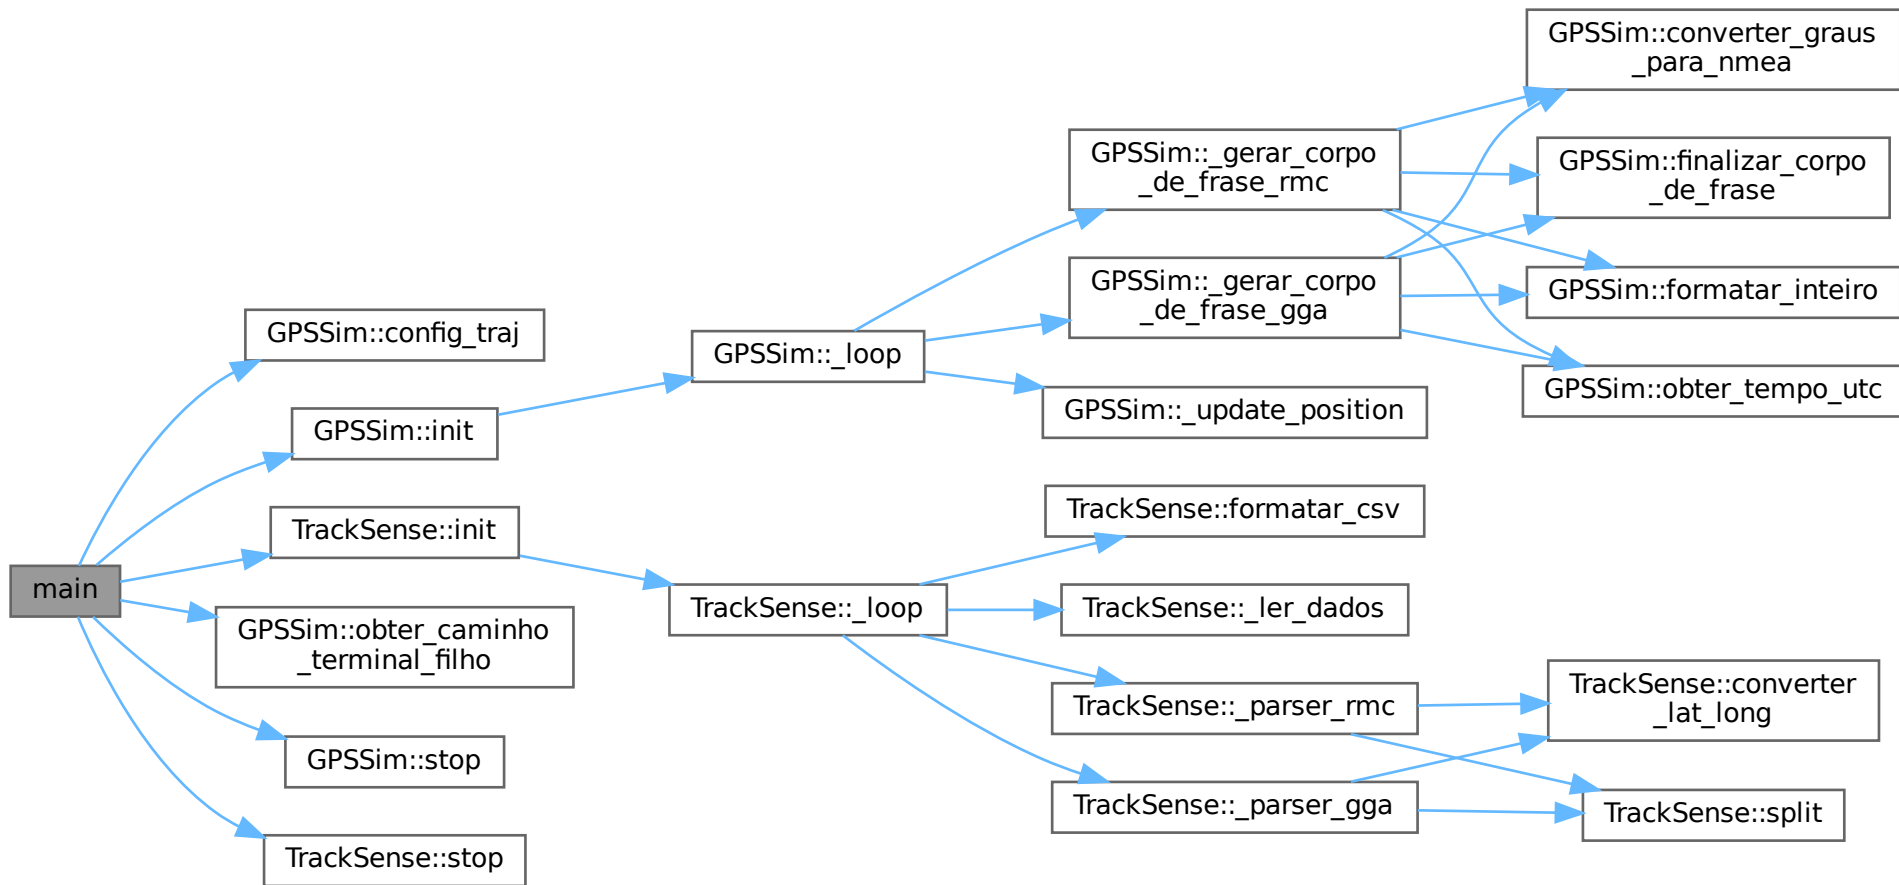 main
GPSSim::config_traj
GPSSim::init
TrackSense::init
GPSSim::obter_caminho
_terminal_filho
GPSSim::stop
TrackSense::stop
GPSSim::_loop
TrackSense::_loop
GPSSim::_gerar_corpo
_de_frase_rmc
GPSSim::_gerar_corpo
_de_frase_gga
GPSSim::_update_position
TrackSense::formatar_csv
TrackSense::_ler_dados
TrackSense::_parser_rmc
TrackSense::_parser_gga
GPSSim::converter_graus
_para_nmea
GPSSim::finalizar_corpo
_de_frase
GPSSim::formatar_inteiro
GPSSim::obter_tempo_utc
TrackSense::converter
_lat_long
TrackSense::split